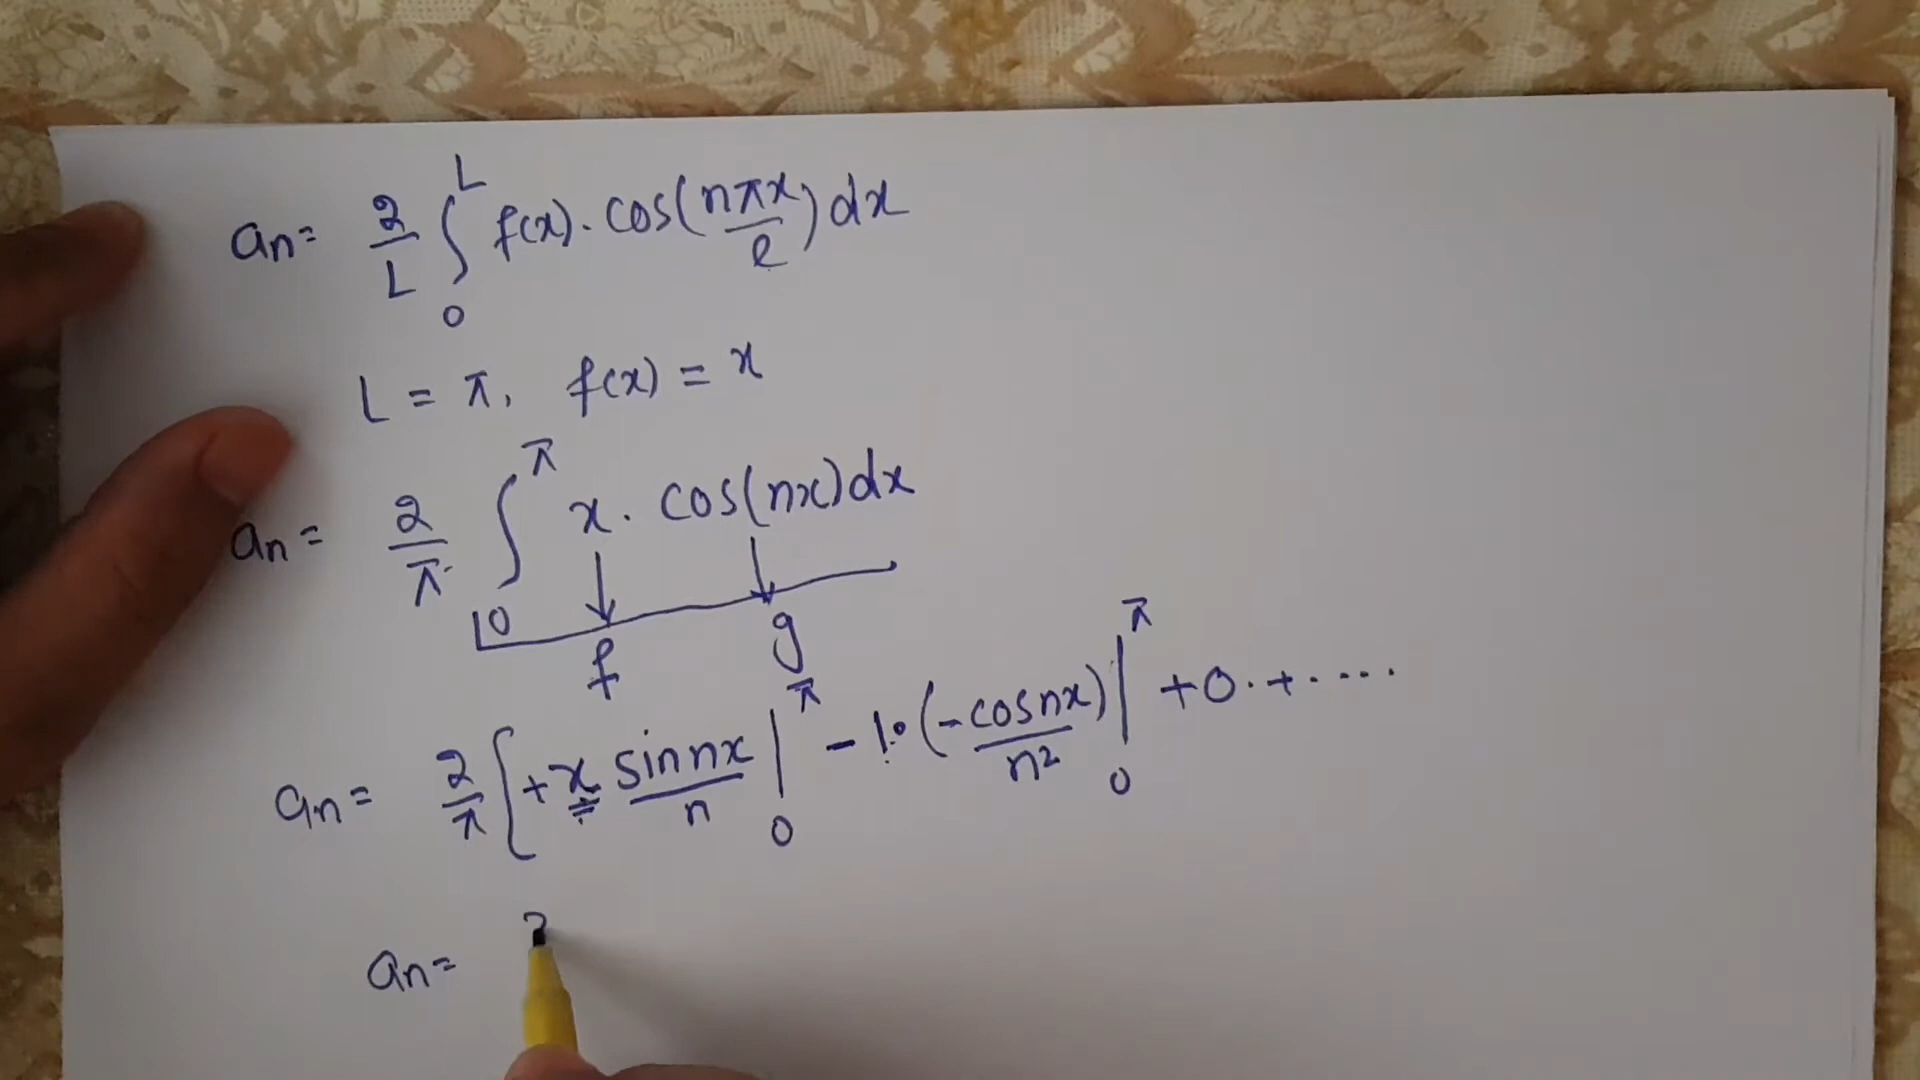 an = 2/L ∫₀ᴸ f(x). cos(nπx/l) dx
L = π, f(x) = x
an = 2/π ∫₀^π x. cos(nx) dx
f g
an = 2/π [+x sin nx/n |₀^π - 1.(-cos nx/n²)|₀^π + 0. + ....
an = 2